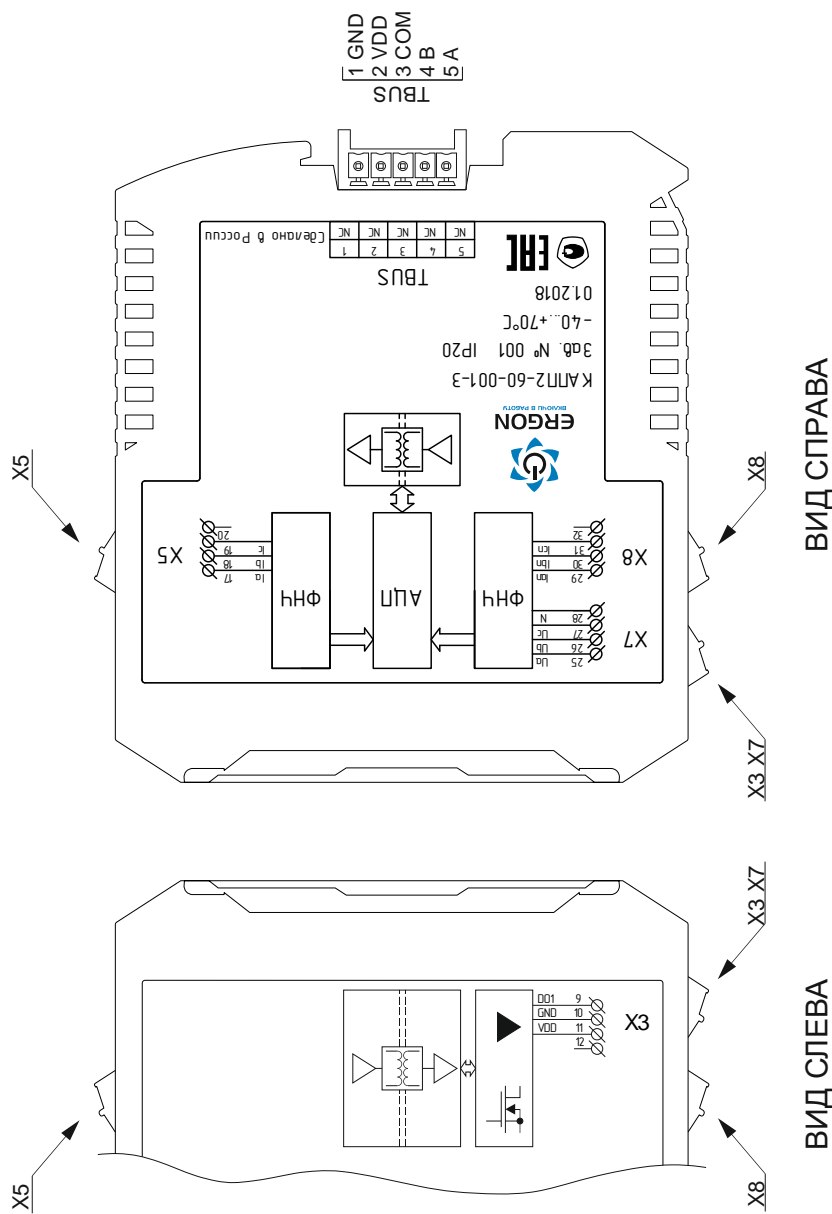 X5
1 GND
2 VDD
3 COM
4 B
5 A
TBUS
Сделано в России
NC NC NC NC NC
1 2 3 4 5
TBUS
01.2018
-40...+70°C
Зав. № 001 IP20
КАПП2-60-001-3
ERGON
ВКЛЮЧИ В РАБОТУ
EAC
X5
17 Ia
18 Ib
19 Ic
20
ФНЧ
АЦП
ФНЧ
X8
29 Ian
30 Ibn
31 Icn
32
X7
25 Ua
26 Ub
27 Uc
28 N
X8
X3 X7
ВИД СПРАВА
X5
DO1 9
GND 10
VDD 11
12
X3
X3 X7
X8
ВИД СЛЕВА